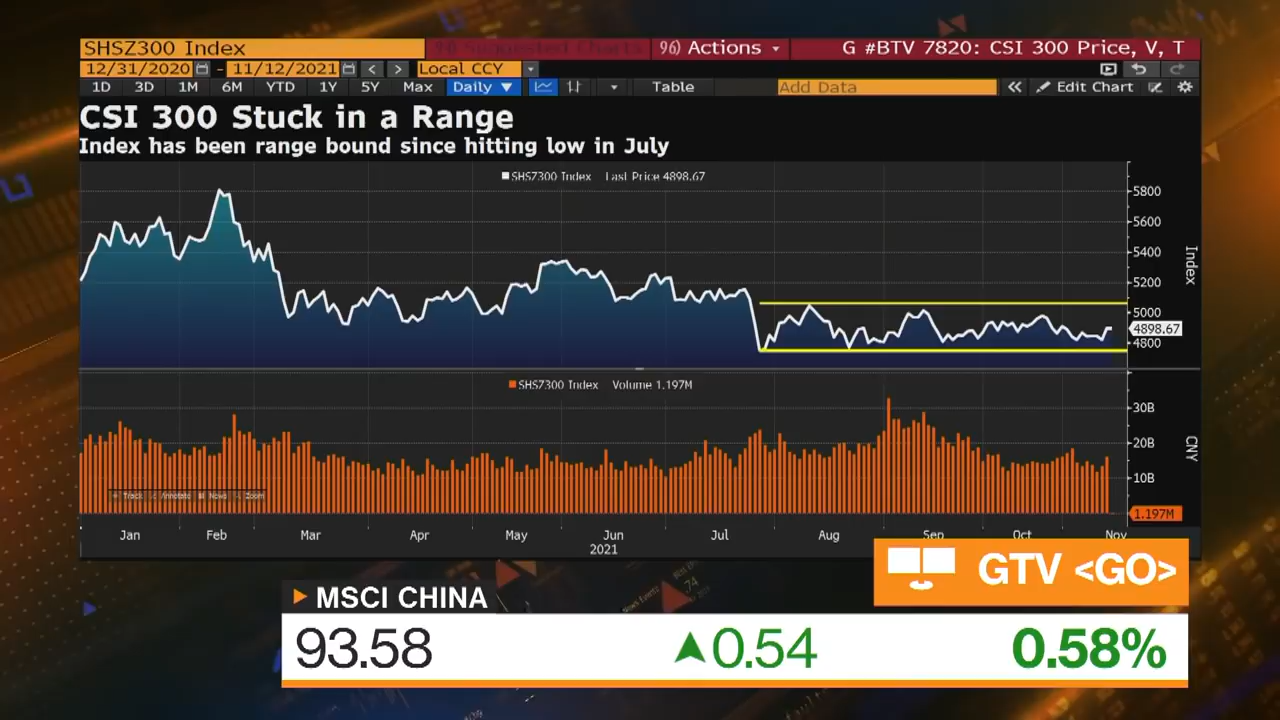 SHSZ300 Index
96) Actions
G #BTV 7820: CSI 300 Price, V, T
12/31/2020 - 11/12/2021 < > Local CCY
1D 3D 1M 6M YTD 1Y 5Y Max Daily ▼ Table Add Data « Edit Chart
CSI 300 Stuck in a Range
Index has been range bound since hitting low in July
SHSZ300 Index Last Price 4898.67
5800
5600
5400
5200
5000
4898.67
4800
Index
SHSZ300 Index Volume 1.197M
30B
20B
10B
1.197M
CNY
Track Annotate News Zoom
Jan Feb Mar Apr May Jun Jul Aug Sep Oct Nov
2021
GTV <GO>
MSCI CHINA
93.58 ▲0.54 0.58%